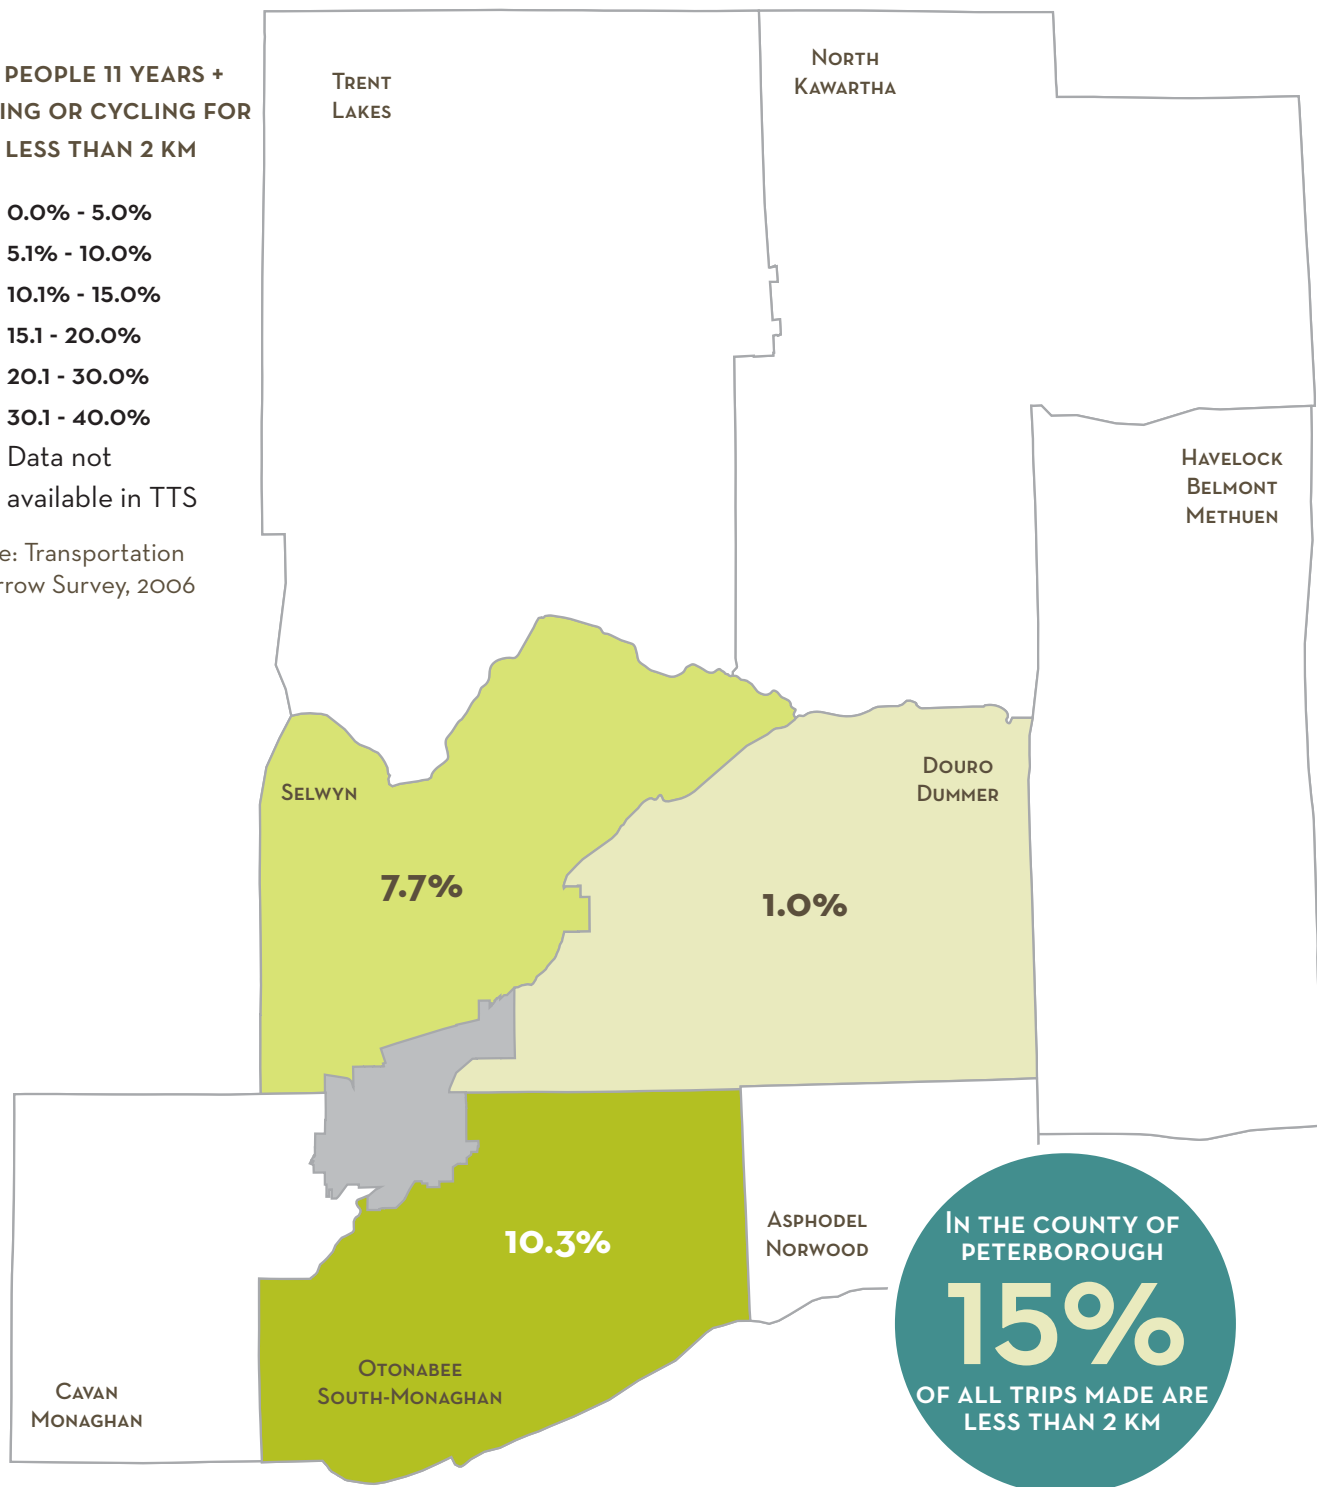 PEOPLE 11 YEARS +
ING OR CYCLING FOR
LESS THAN 2 KM
0.0% - 5.0%
5.1% - 10.0%
10.1% - 15.0%
15.1 - 20.0%
20.1 - 30.0%
30.1 - 40.0%
Data not
available in TTS
e: Transportation
rrow Survey, 2006
TRENT
LAKES
NORTH
KAWARTHA
HAVELOCK
BELMONT
METHUEN
SELWYN
7.7%
DOURO
DUMMER
1.0%
10.3%
OTONABEE
SOUTH-MONAGHAN
CAVAN
MONAGHAN
ASPHODEL
NORWOOD
IN THE COUNTY OF
PETERBOROUGH
15%
OF ALL TRIPS MADE ARE
LESS THAN 2 KM